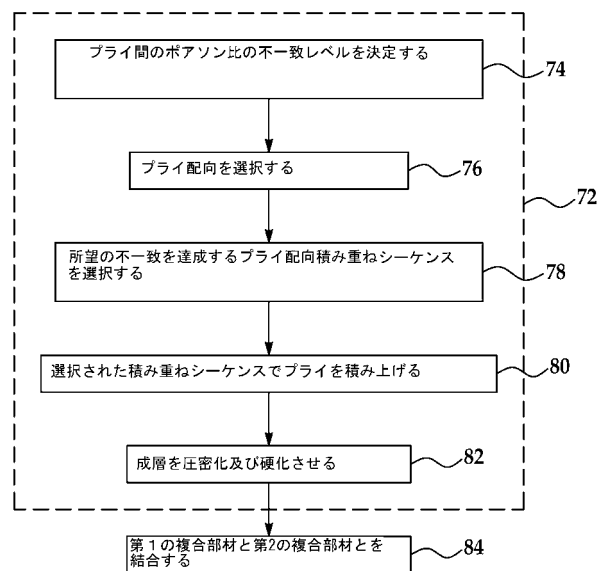 プライ間のポアソン比の不一致レベルを決定する
74
プライ配向を選択する
76
72
所望の不一致を達成するプライ配向積み重ねシーケンス
を選択する
78
選択された積み重ねシーケンスでプライを積み上げる
80
成層を圧密化及び硬化させる
82
第１の複合部材と第2の複合部材とを
結合する
84